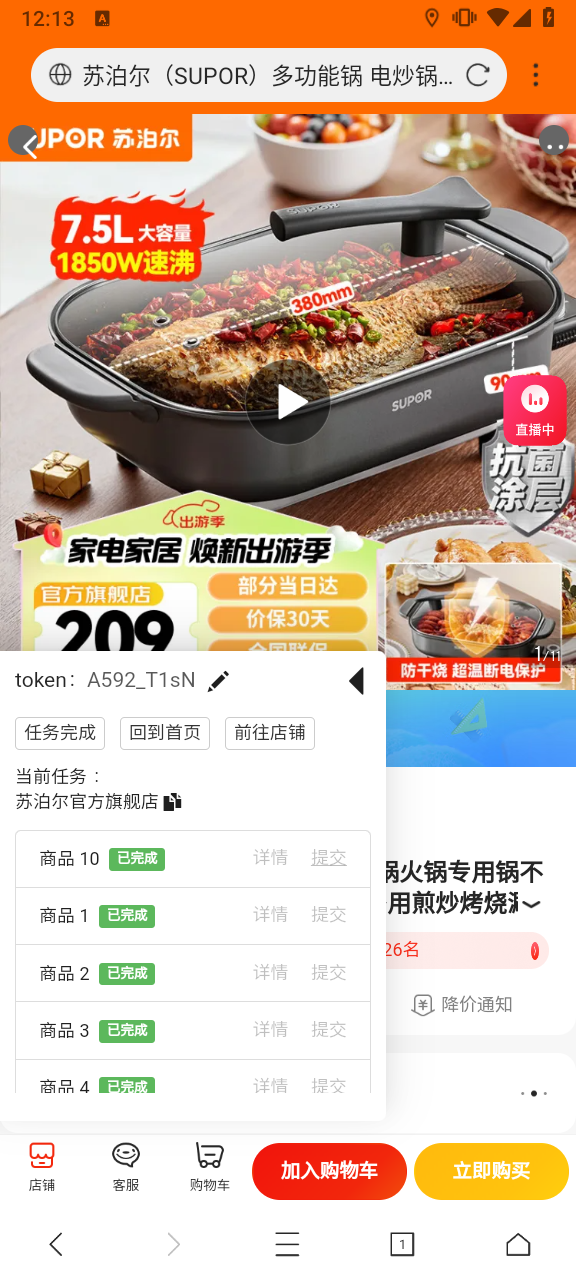 12:13
A
苏泊尔（SUPOR）多功能锅 电炒锅...
UPOR 苏泊尔
7.5L 大容量
1850W速沸
SUPOR
380mm
SUPOR
直播中
抗菌
涂层
出游季
家电家居 焕新出游季
官方旗舰店
209
部分当日达
价保30天
全国联保
1/11
防干烧 超温断电保护
token： A592_T1sN
任务完成
回到首页
前往店铺
当前任务：
苏泊尔官方旗舰店
商品 10 已完成 详情 提交
商品 1 已完成 详情 提交
商品 2 已完成 详情 提交
商品 3 已完成 详情 提交
商品 4 已完成 详情 提交
锅火锅专用锅不
用煎炒烤烧涮
26名
降价通知
店铺
客服
购物车
加入购物车
立即购买
1